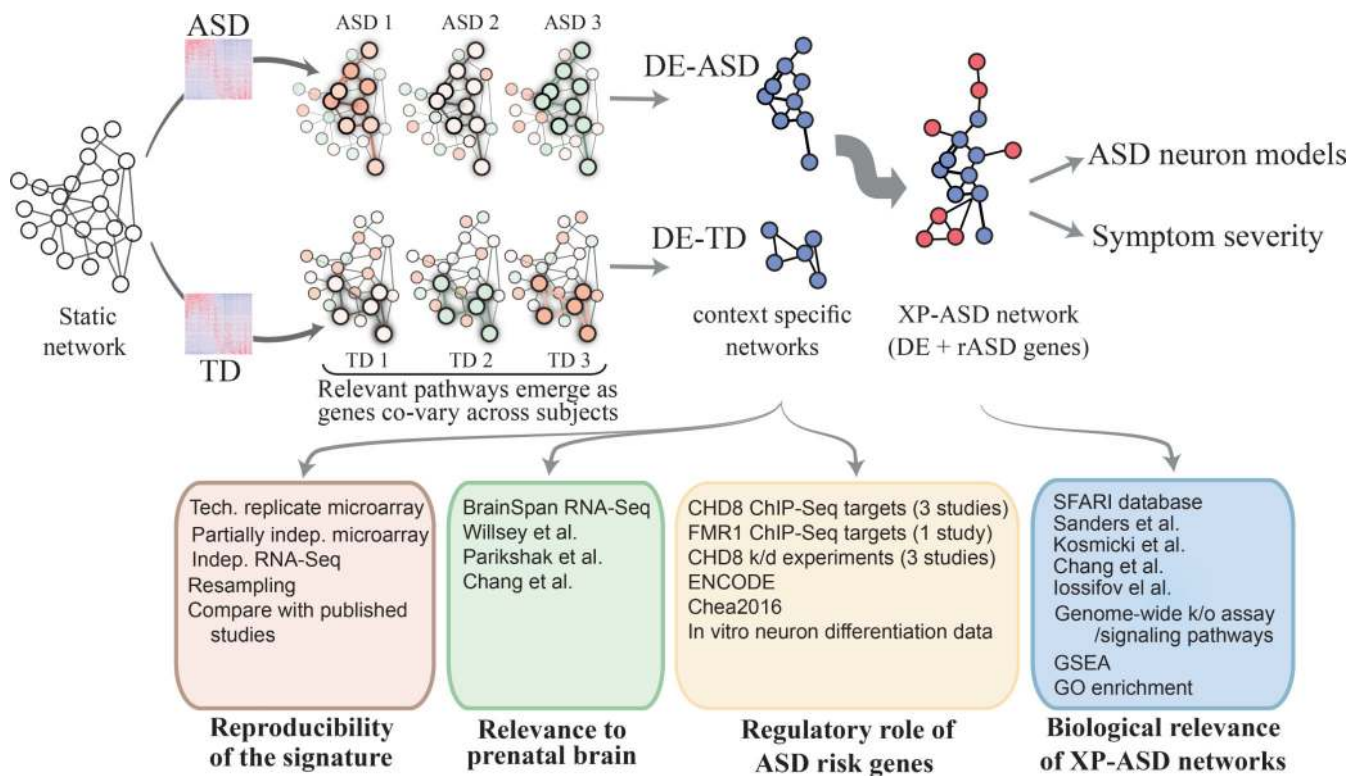 ASD
ASD 1
ASD 2
ASD 3
DE-ASD
ASD neuron models
Symptom severity
Static
network
TD
TD 1
TD 2
TD 3
Relevant pathways emerge as
genes co-vary across subjects
DE-TD
context specific
networks
XP-ASD network
(DE + rASD genes)
Tech. replicate microarray
Partially indep. microarray
Indep. RNA-Seq
Resampling
Compare with published
studies
Reproducibility
of the signature
BrainSpan RNA-Seq
Willsey et al.
Parikshak et al.
Chang et al.
Relevance to
prenatal brain
CHD8 ChIP-Seq targets (3 studies)
FMR1 ChIP-Seq targets (1 study)
CHD8 k/d experiments (3 studies)
ENCODE
Chea2016
In vitro neuron differentiation data
Regulatory role of
ASD risk genes
SFARI database
Sanders et al.
Kosmicki et al.
Chang et al.
Iossifov el al.
Genome-wide k/o assay
/signaling pathways
GSEA
GO enrichment
Biological relevance
of XP-ASD networks